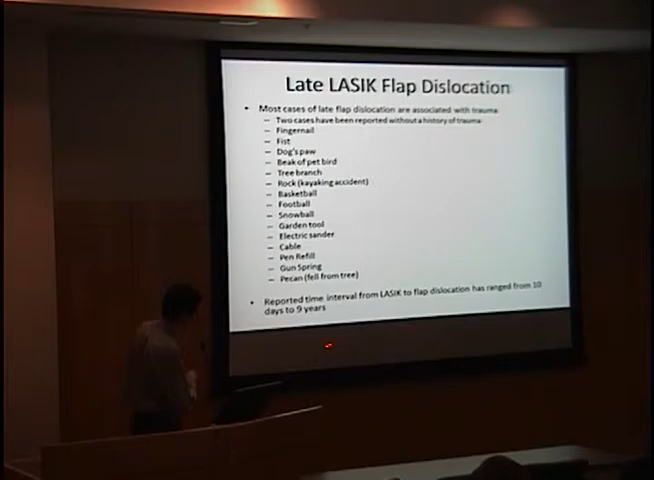 Late LASIK Flap Dislocation
• Most cases of late flap dislocation are associated with trauma
– Two cases have been reported without a history of trauma
– Fingernail
– Fist
– Dog's paw
– Beak of pet bird
– Tree branch
– Rock (kayaking accident)
– Basketball
– Football
– Snowball
– Garden tool
– Electric sander
– Cable
– Pen Refill
– Gun Spring
– Pecan (fell from tree)
• Reported time interval from LASIK to flap dislocation has ranged from 10
days to 9 years